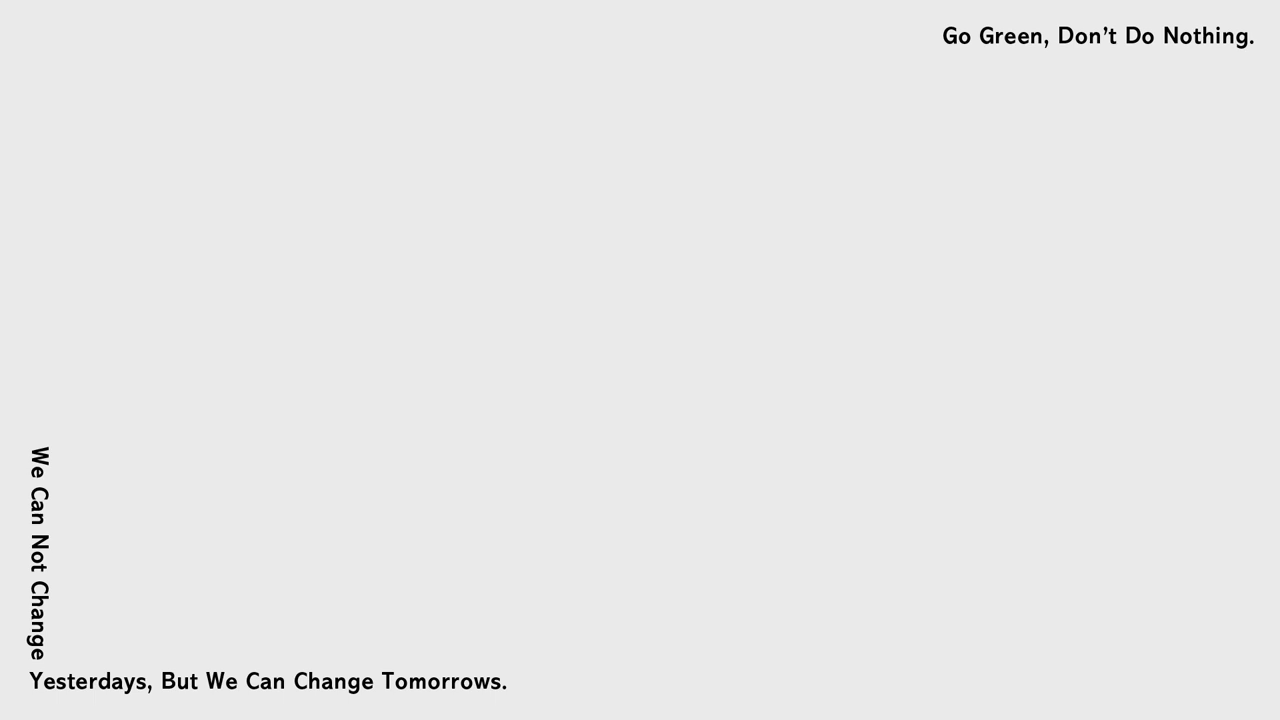 Go Green, Don’t Do Nothing.
We Can Not Change
Yesterdays, But We Can Change Tomorrows.